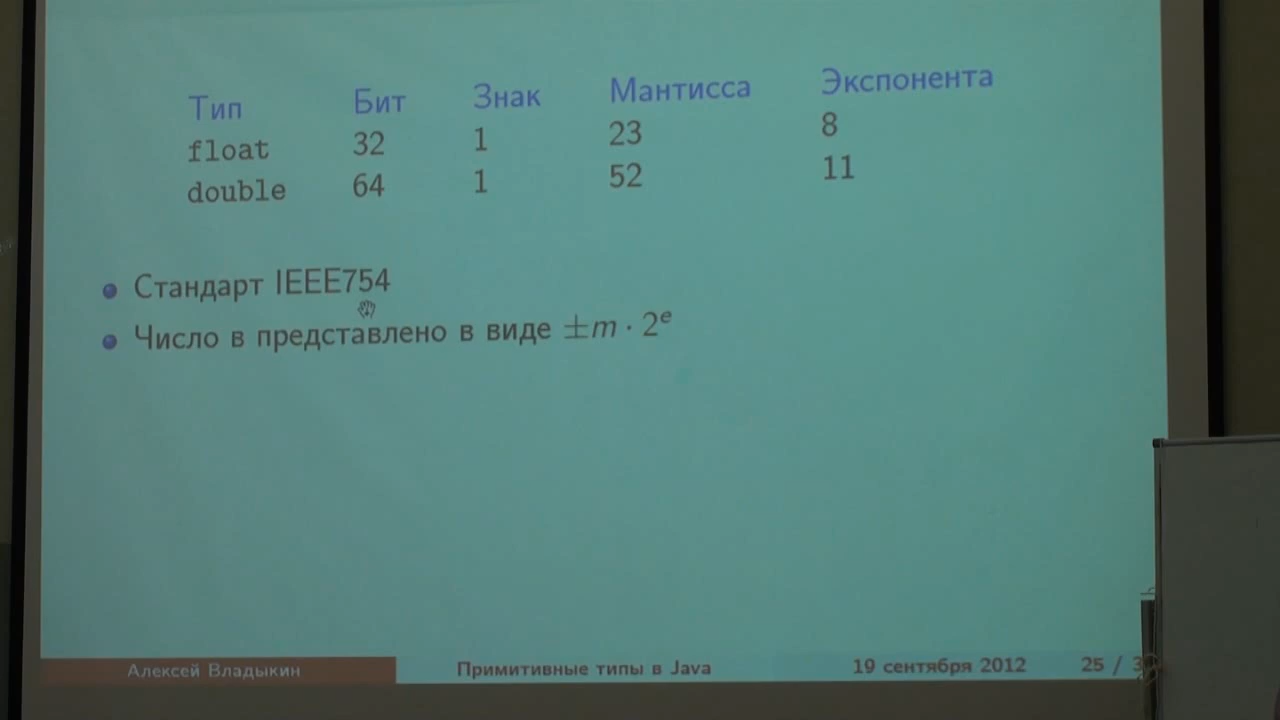 Тип Бит Знак Мантисса Экспонента
float 32 1 23 8
double 64 1 52 11
Стандарт IEEE754
Число в представлено в виде ±m · 2^e
Алексей Владыкин Примитивные типы в Java 19 сентября 2012 25 / 3